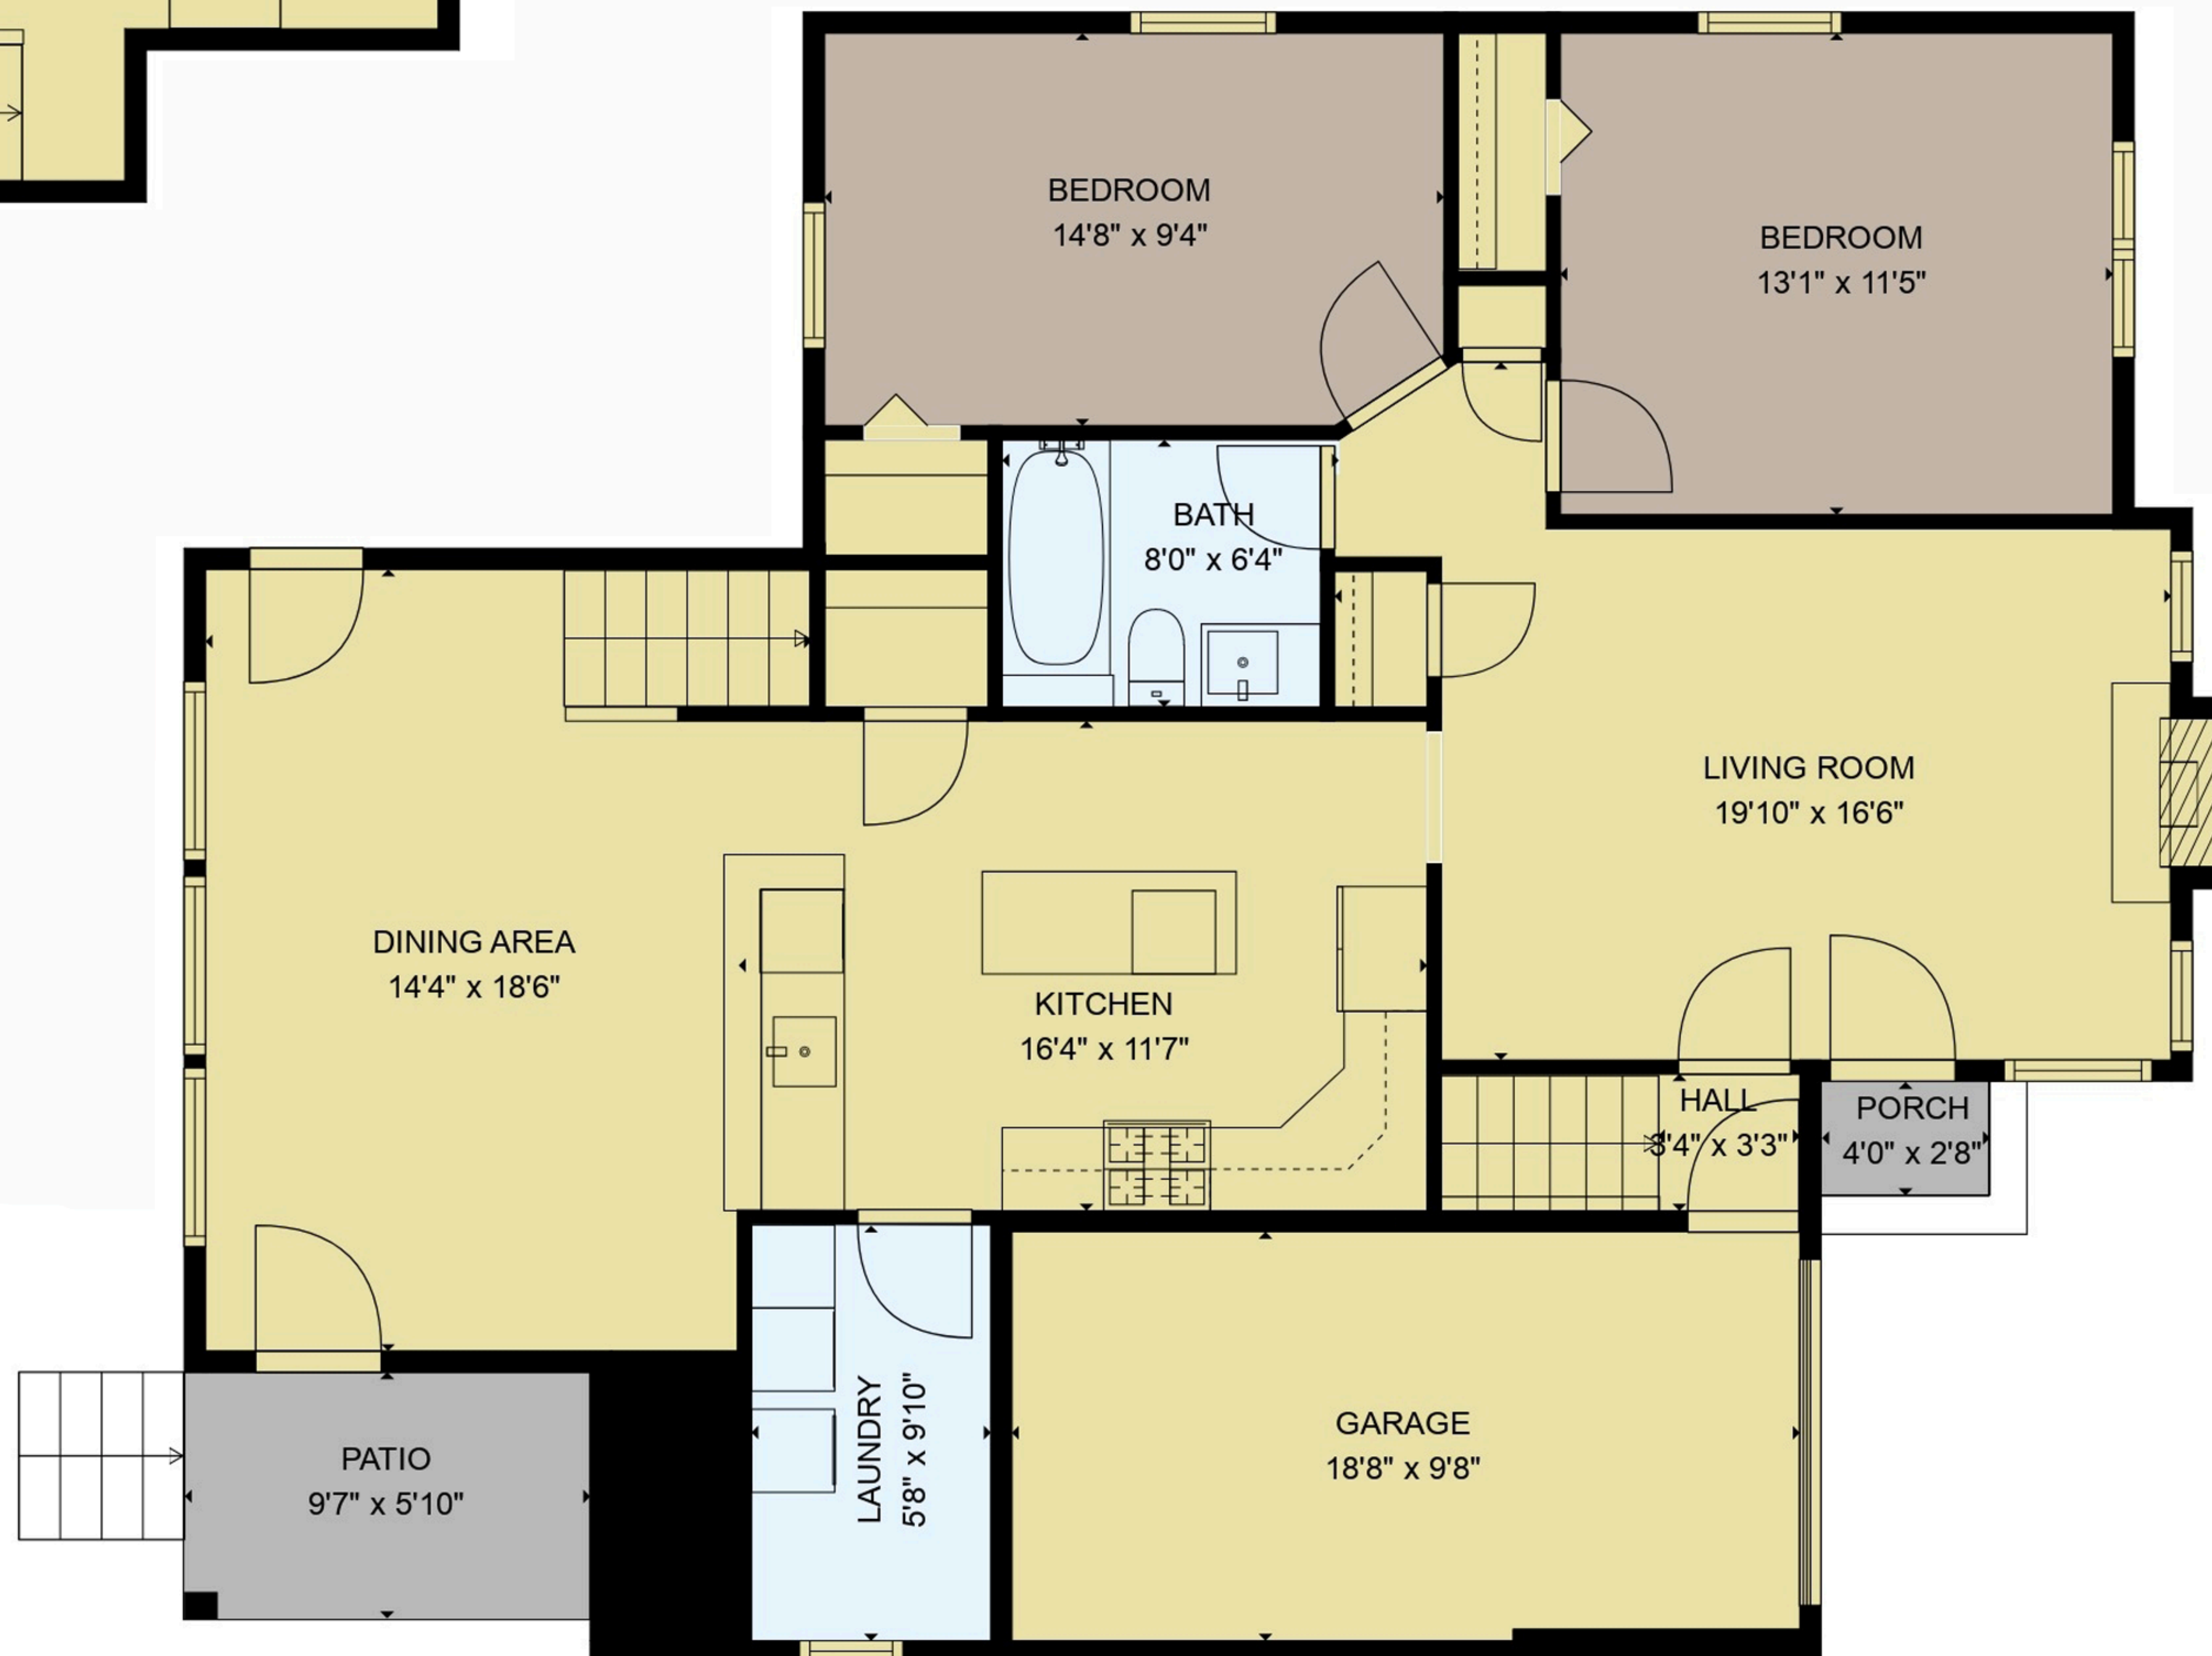 BEDROOM
14'8" x 9'4"
BEDROOM
13'1" x 11'5"
BATH
8'0" x 6'4"
LIVING ROOM
19'10" x 16'6"
DINING AREA
14'4" x 18'6"
KITCHEN
16'4" x 11'7"
HALL
3'4" x 3'3"
PORCH
4'0" x 2'8"
PATIO
9'7" x 5'10"
LAUNDRY
5'8" x 9'10"
GARAGE
18'8" x 9'8"